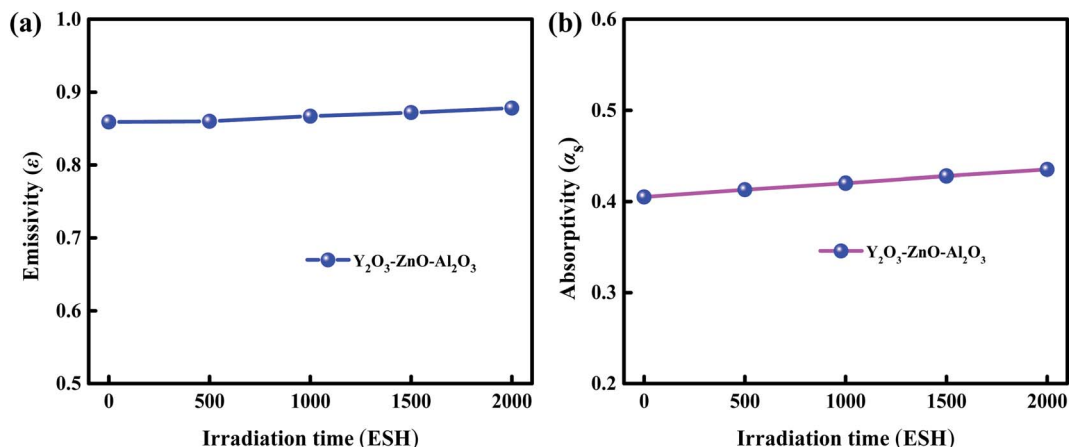 (a)
1.0
0.9
0.8
0.7
0.6
0.5
Emissivity (ε)
Y₂O₃-ZnO-Al₂O₃
0 500 1000 1500 2000
Irradiation time (ESH)
(b)
0.6
0.5
0.4
0.3
0.2
Absorptivity (αₛ)
Y₂O₃-ZnO-Al₂O₃
0 500 1000 1500 2000
Irradiation time (ESH)